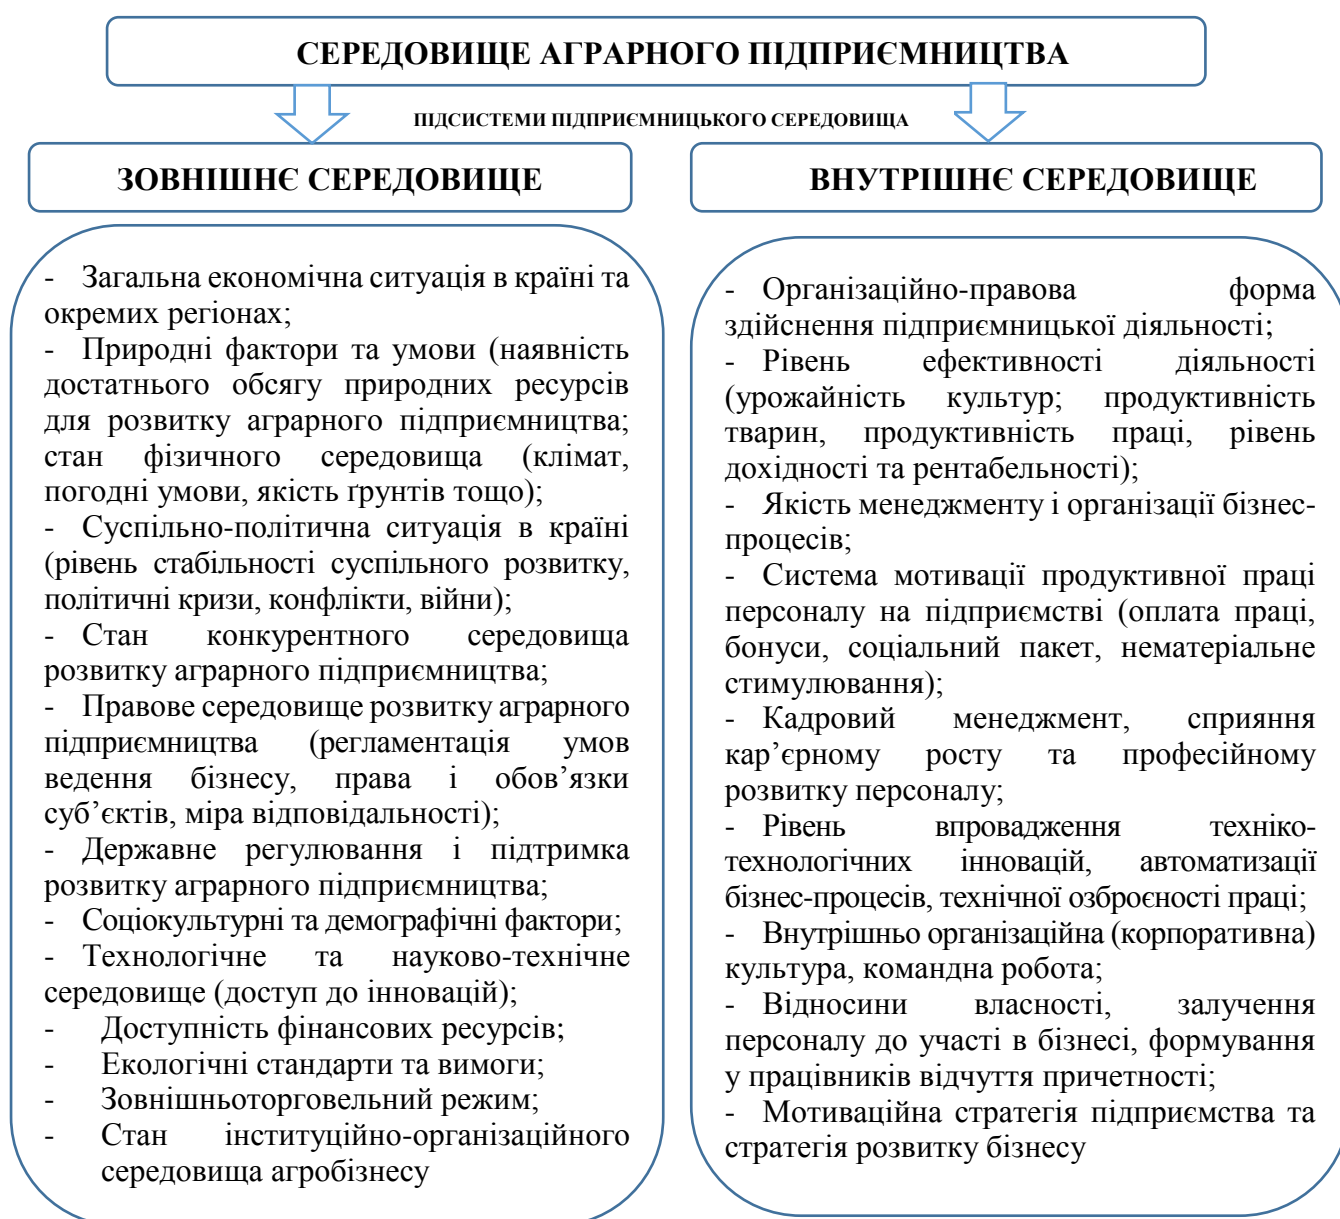 СЕРЕДОВИЩЕ АГРАРНОГО ПІДПРИЄМНИЦТВА
ПІДСИСТЕМИ ПІДПРИЄМНИЦЬКОГО СЕРЕДОВИЩА
ЗОВНІШНЄ СЕРЕДОВИЩЕ
- Загальна економічна ситуація в країні та
окремих регіонах;
- Природні фактори та умови (наявність
достатнього обсягу природних ресурсів
для розвитку аграрного підприємництва;
стан фізичного середовища (клімат,
погодні умови, якість ґрунтів тощо);
- Суспільно-політична ситуація в країні
(рівень стабільності суспільного розвитку,
політичні кризи, конфлікти, війни);
- Стан конкурентного середовища
розвитку аграрного підприємництва;
- Правове середовище розвитку аграрного
підприємництва (регламентація умов
ведення бізнесу, права і обов’язки
суб’єктів, міра відповідальності);
- Державне регулювання і підтримка
розвитку аграрного підприємництва;
- Соціокультурні та демографічні фактори;
- Технологічне та науково-технічне
середовище (доступ до інновацій);
- Доступність фінансових ресурсів;
- Екологічні стандарти та вимоги;
- Зовнішньоторговельний режим;
- Стан інституційно-організаційного
середовища агробізнесу
ВНУТРІШНЄ СЕРЕДОВИЩЕ
- Організаційно-правова форма
здійснення підприємницької діяльності;
- Рівень ефективності діяльності
(урожайність культур; продуктивність
тварин, продуктивність праці, рівень
дохідності та рентабельності);
- Якість менеджменту і організації бізнес-
процесів;
- Система мотивації продуктивної праці
персоналу на підприємстві (оплата праці,
бонуси, соціальний пакет, нематеріальне
стимулювання);
- Кадровий менеджмент, сприяння
кар’єрному росту та професійному
розвитку персоналу;
- Рівень впровадження техніко-
технологічних інновацій, автоматизації
бізнес-процесів, технічної озброєності праці;
- Внутрішньо організаційна (корпоративна)
культура, командна робота;
- Відносини власності, залучення
персоналу до участі в бізнесі, формування
у працівників відчуття причетності;
- Мотиваційна стратегія підприємства та
стратегія розвитку бізнесу